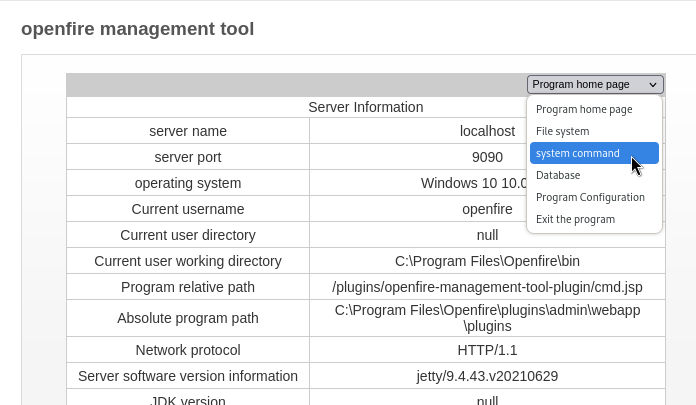 openfire management tool
Program home page
Server Information
server name localhost
server port 9090
operating system Windows 10 10.0
Current username openfire
Current user directory null
Current user working directory C:\Program Files\Openfire\bin
Program relative path /plugins/openfire-management-tool-plugin/cmd.jsp
Absolute program path C:\Program Files\Openfire\plugins\admin\webapp
\plugins
Network protocol HTTP/1.1
Server software version information jetty/9.4.43.v20210629
JDK version null
Program home page
File system
system command
Database
Program Configuration
Exit the program